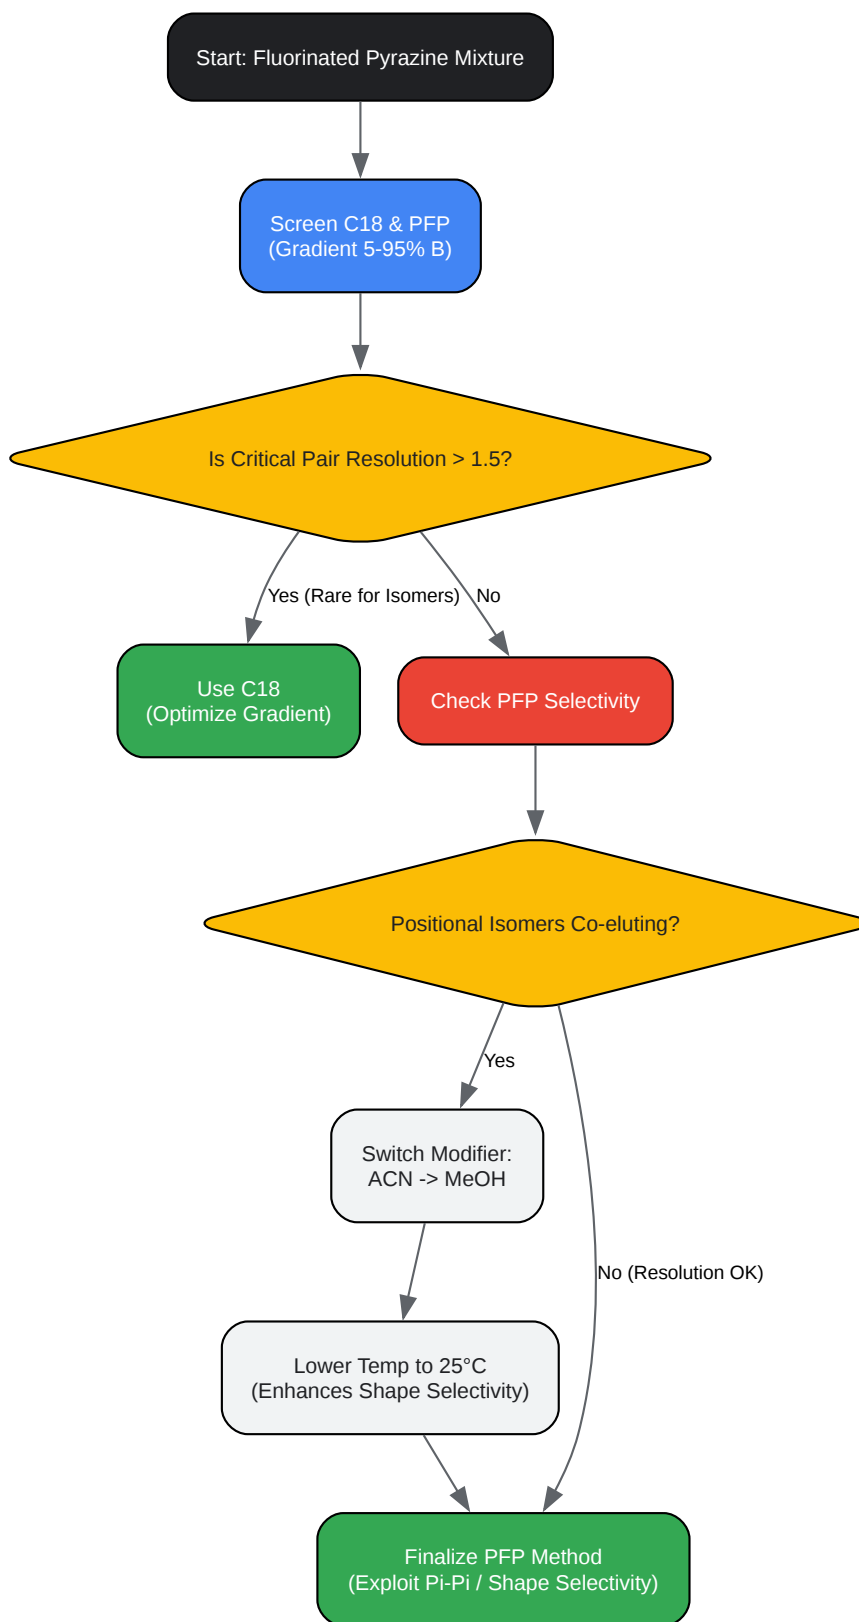 Start: Fluorinated Pyrazine Mixture
Screen C18 & PFP
(Gradient 5-95% B)
Is Critical Pair Resolution > 1.5?
Yes (Rare for Isomers)
No
Use C18
(Optimize Gradient)
Check PFP Selectivity
Positional Isomers Co-eluting?
Yes
Switch Modifier:
ACN -> MeOH
No (Resolution OK)
Lower Temp to 25°C
(Enhances Shape Selectivity)
Finalize PFP Method
(Exploit Pi-Pi / Shape Selectivity)